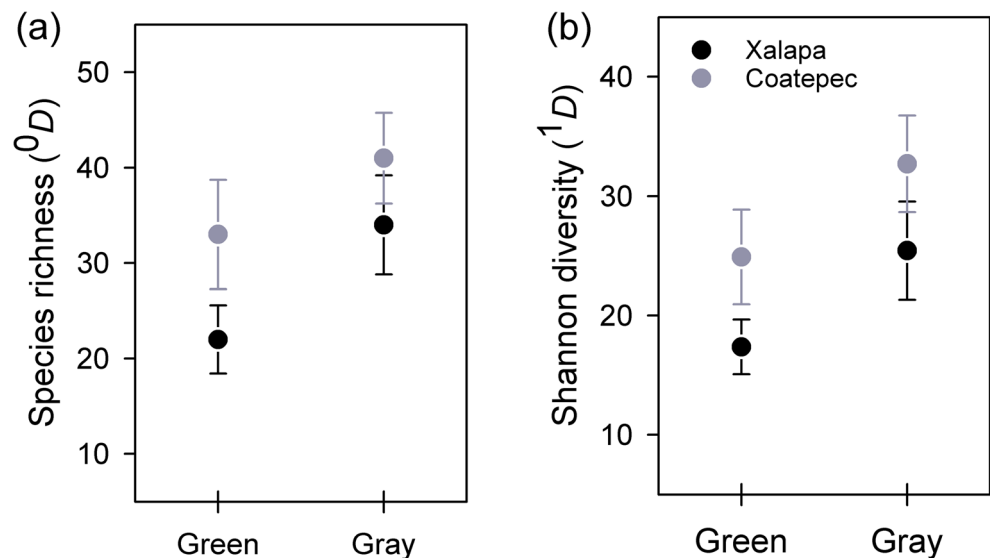 (a)
Species richness (⁰D)
50
40
30
20
10
Green Gray
(b)
Shannon diversity (¹D)
40
30
20
10
Xalapa
Coatepec
Green Gray